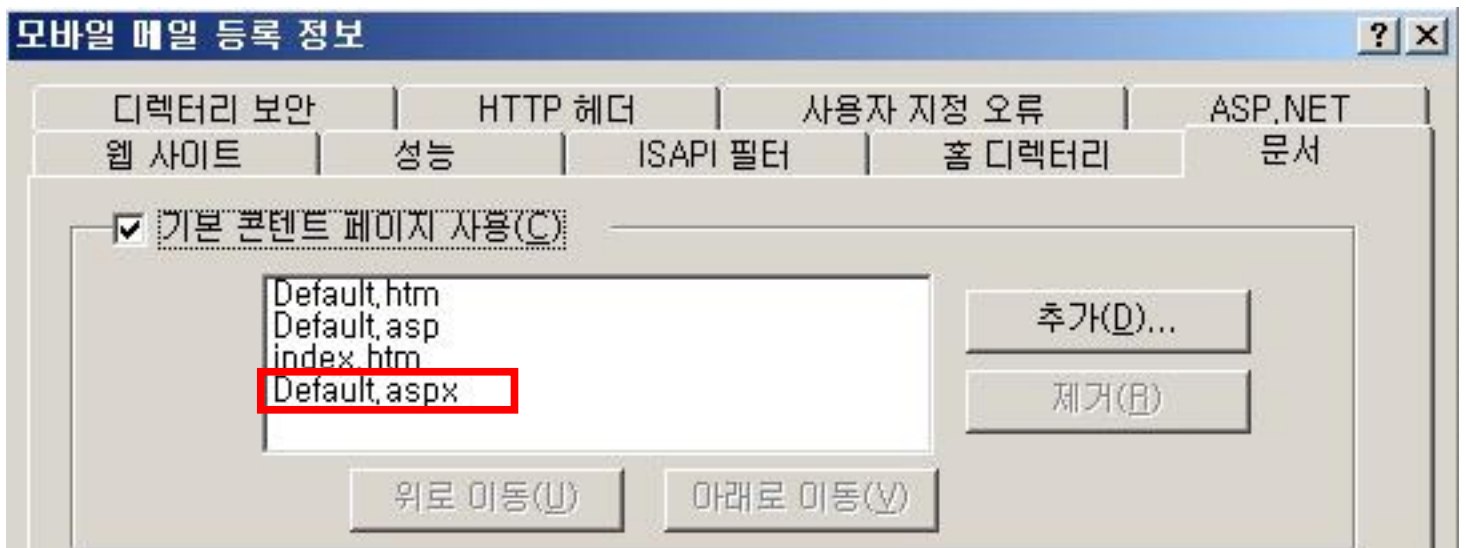 모바일 메일 등록 정보
디렉터리 보안 HTTP 헤더 사용자 지정 오류 ASP.NET
웹 사이트 성능 ISAPI 필터 홈 디렉터리 문서
기본 콘텐트 페이지 사용(C)
Default.htm
Default.asp
index.htm
Default.aspx
추가(D)...
제거(R)
위로 이동(U) 아래로 이동(V)